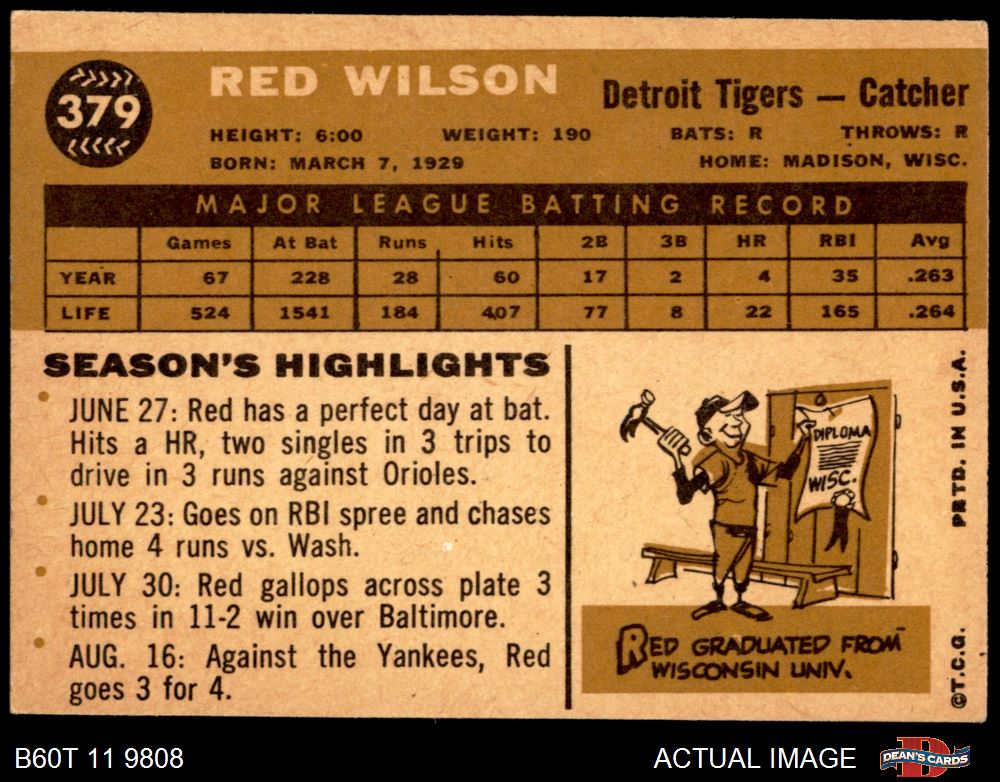 379
RED WILSON
Detroit Tigers — Catcher
HEIGHT: 6:00 WEIGHT: 190 BATS: R THROWS: R
BORN: MARCH 7, 1929 HOME: MADISON, WISC.
MAJOR LEAGUE BATTING RECORD
Games At Bat Runs Hits 2B 3B HR RBI Avg
YEAR 67 228 28 60 17 2 4 35 .263
LIFE 524 1541 184 407 77 8 22 165 .264
SEASON'S HIGHLIGHTS
JUNE 27: Red has a perfect day at bat.
Hits a HR, two singles in 3 trips to
drive in 3 runs against Orioles.
JULY 23: Goes on RBI spree and chases
home 4 runs vs. Wash.
JULY 30: Red gallops across plate 3
times in 11-2 win over Baltimore.
AUG. 16: Against the Yankees, Red
goes 3 for 4.
DIPLOMA
WISC.
RED GRADUATED FROM
WISCONSIN UNIV.
©T.C.G. PRTD. IN U.S.A.
B60T 11 9808
ACTUAL IMAGE
DEAN'S CARDS